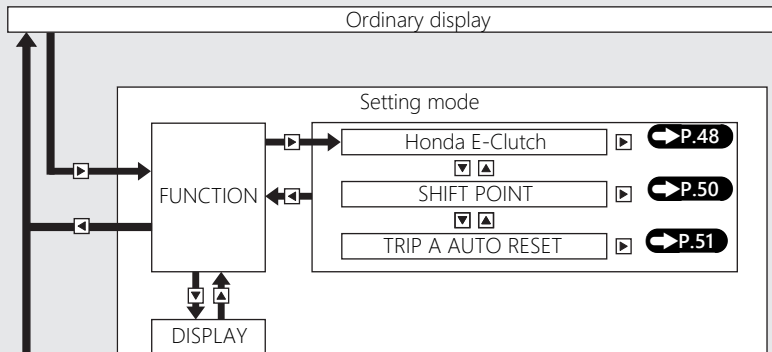 Ordinary display
Setting mode
Honda E-Clutch
P.48
FUNCTION
SHIFT POINT
P.50
TRIP A AUTO RESET
P.51
DISPLAY